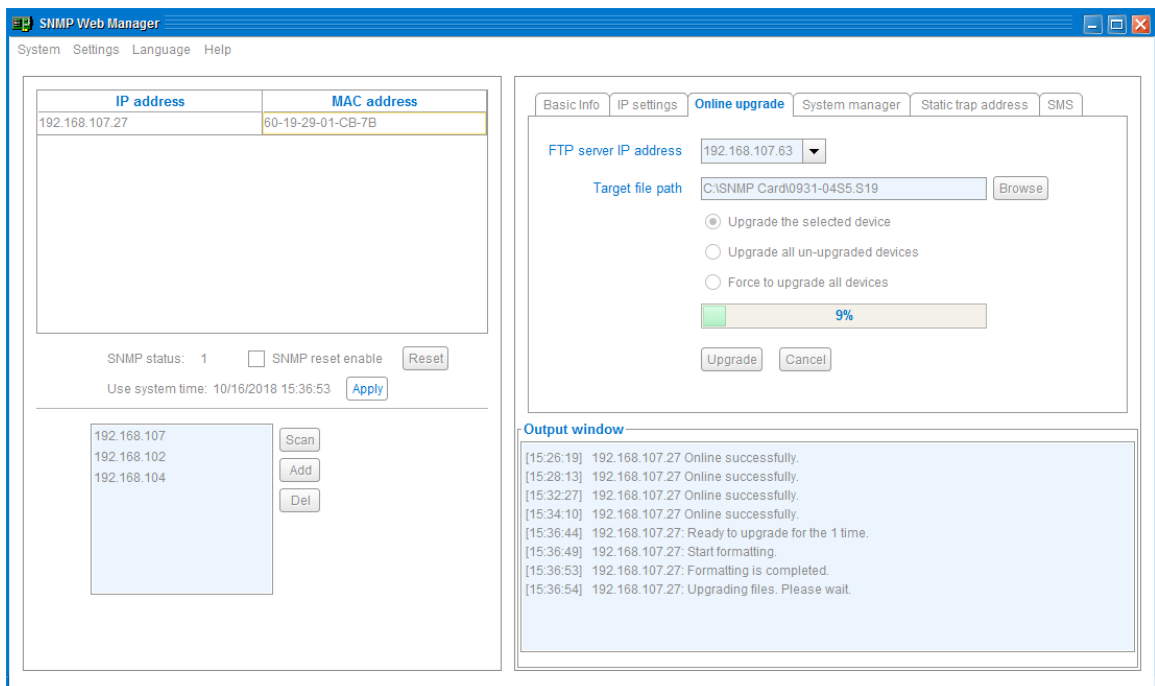 SNMP Web Manager
System Settings Language Help
IP address MAC address
192.168.107.27 60-19-29-01-CB-7B
SNMP status: 1 SNMP reset enable Reset
Use system time: 10/16/2018 15:36:53 Apply
192.168.107
192.168.102
192.168.104
Scan
Add
Del
Basic Info IP settings Online upgrade System manager Static trap address SMS
FTP server IP address 192.168.107.63
Target file path C:\SNMP Card\0931-04S5.S19 Browse
Upgrade the selected device
Upgrade all un-upgraded devices
Force to upgrade all devices
9%
Upgrade Cancel
Output window
[15:26:19] 192.168.107.27 Online successfully.
[15:28:13] 192.168.107.27 Online successfully.
[15:32:27] 192.168.107.27 Online successfully.
[15:34:10] 192.168.107.27 Online successfully.
[15:36:44] 192.168.107.27: Ready to upgrade for the 1 time.
[15:36:49] 192.168.107.27: Start formatting.
[15:36:53] 192.168.107.27: Formatting is completed.
[15:36:54] 192.168.107.27: Upgrading files. Please wait.